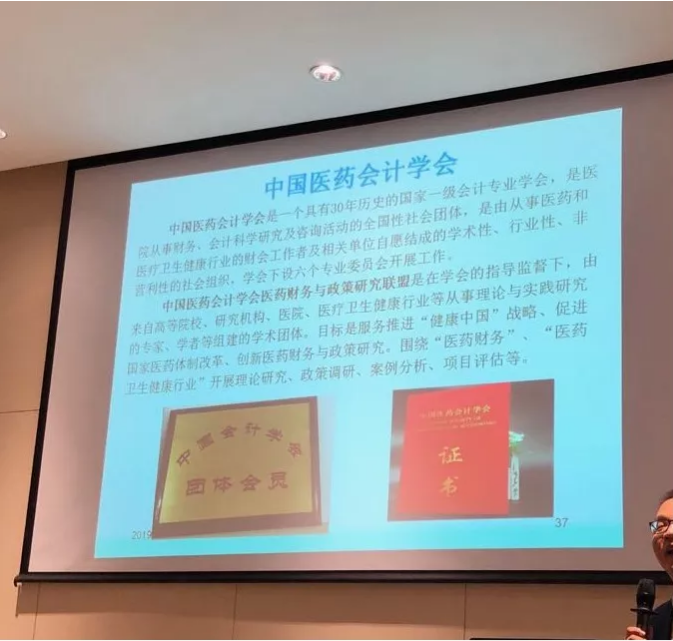 中国医药会计学会
中国医药会计学会是一个具有30年历史的国家一级会计专业学会，是医
院从事财务、会计科学研究及咨询活动的全国性社会团体，是由从事医药和
医疗卫生健康行业的财会工作者及相关单位自愿结成的学术性、行业性、非
营利性的社会组织，学会下设六个专业委员会开展工作。
中国医药会计学会医药财务与政策研究联盟是在学会的指导监督下，由
来自高等院校、研究机构、医院、医疗卫生健康行业等从事理论与实践研究
的专家、学者等组建的学术团体。目标是服务推进“健康中国”战略、促进
国家医药体制改革、创新医药财务与政策研究。围绕“医药财务”、“医药
卫生健康行业”开展理论研究、政策调研、案例分析、项目评估等。
中国会计学会
团体会员
中国医药会计学会
证
书
2019
37